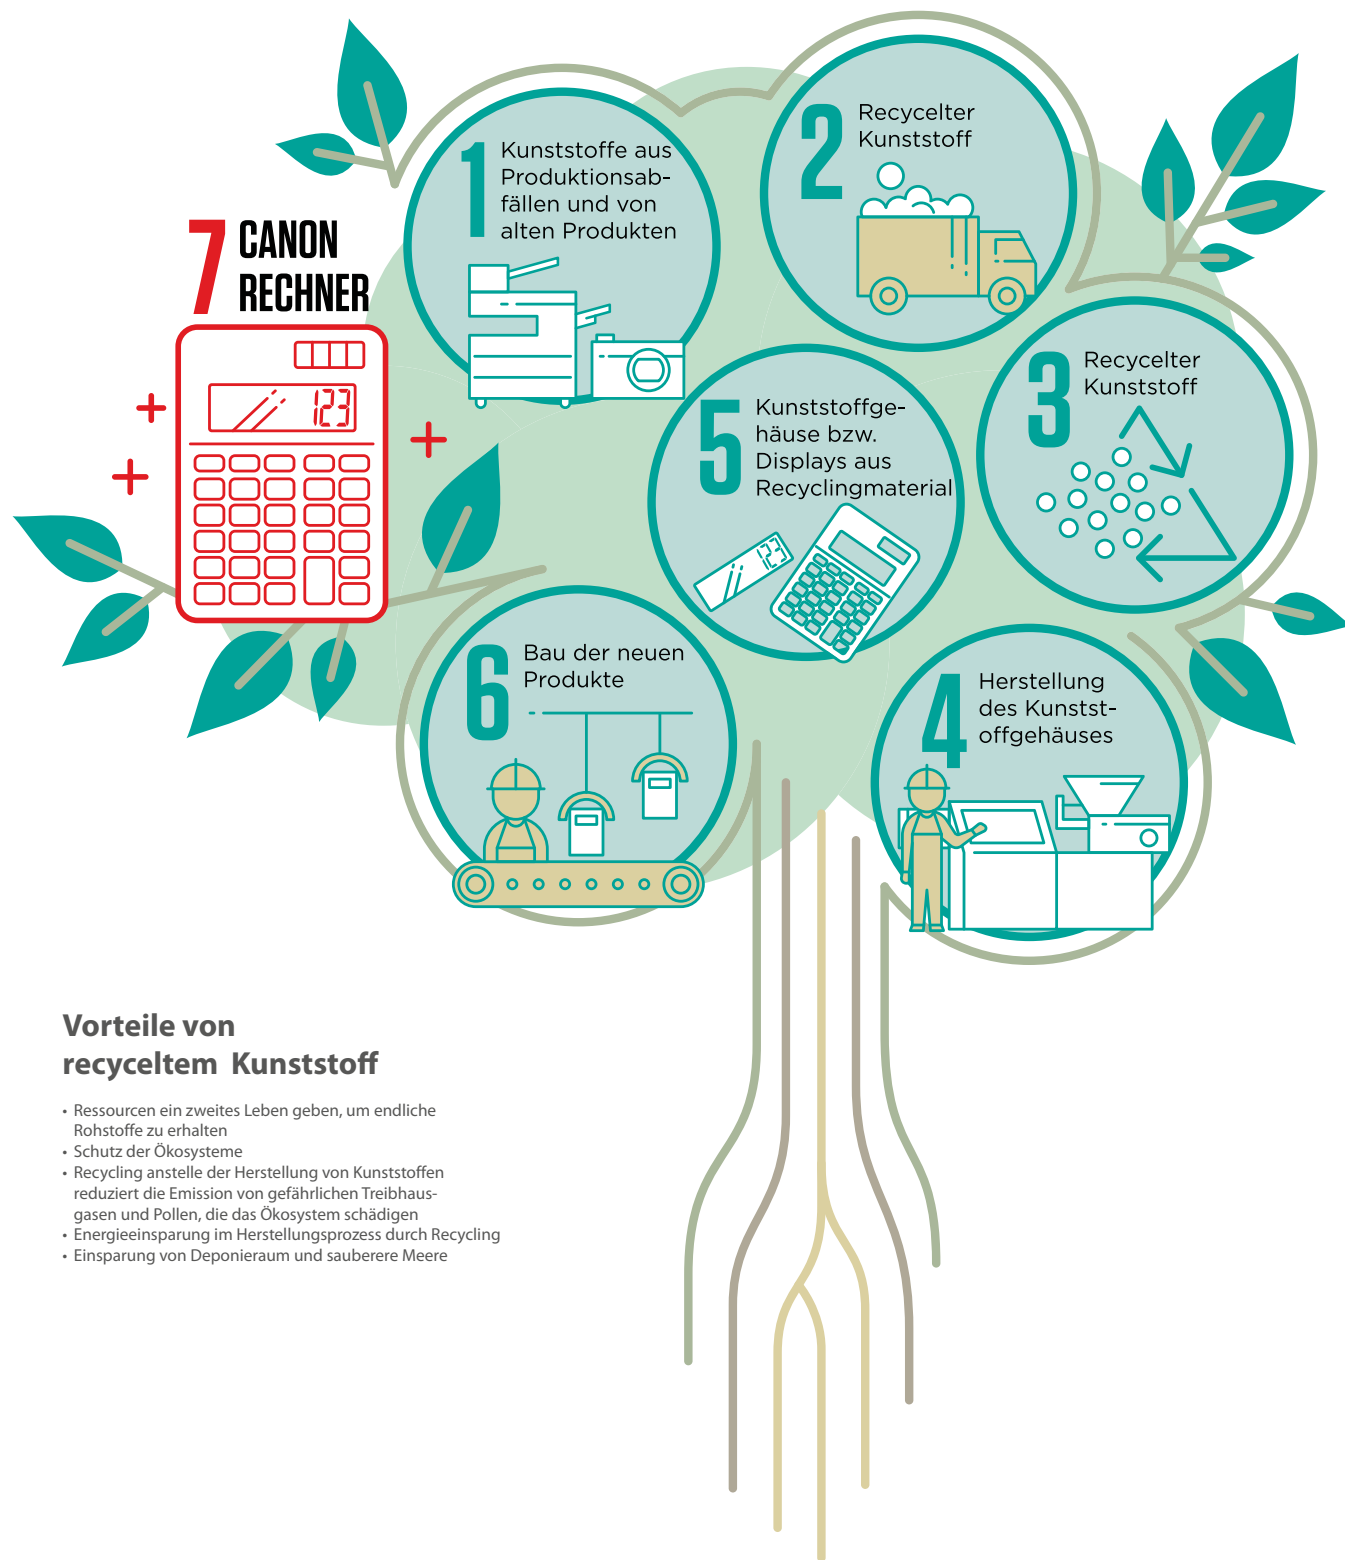 1
Kunststoffe aus
Produktionsab-
fällen und von
alten Produkten
2
Recycelter
Kunststoff
3
Recycelter
Kunststoff
4
Herstellung
des Kunstst-
offgehäuses
5
Kunststoffge-
häuse bzw.
Displays aus
Recyclingmaterial
123
6
Bau der neuen
Produkte
7
CANON
RECHNER
123
Vorteile von
recyceltem Kunststoff
• Ressourcen ein zweites Leben geben, um endliche
Rohstoffe zu erhalten
• Schutz der Ökosysteme
• Recycling anstelle der Herstellung von Kunststoffen
reduziert die Emission von gefährlichen Treibhaus-
gasen und Pollen, die das Ökosystem schädigen
• Energieeinsparung im Herstellungsprozess durch Recycling
• Einsparung von Deponieraum und sauberere Meere